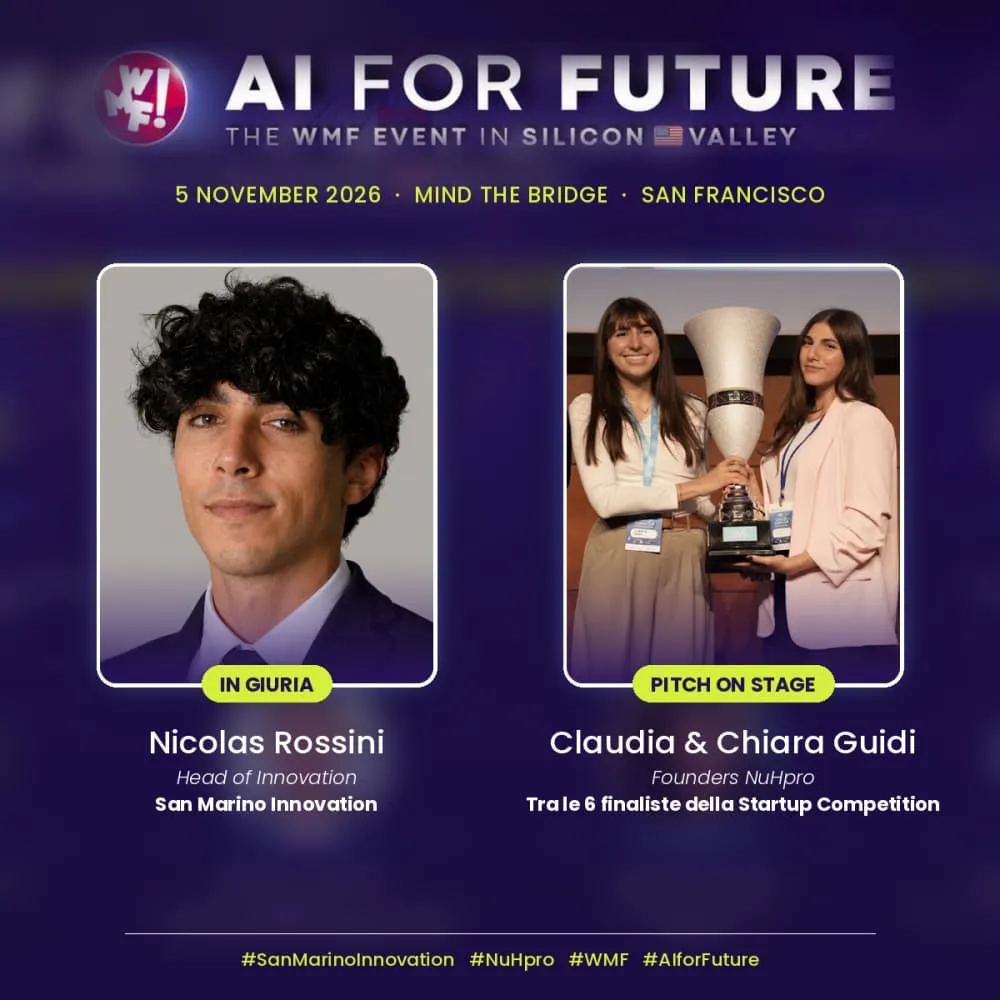 WMF!
AI FOR FUTURE
THE WMF EVENT IN SILICON VALLEY
5 NOVEMBER 2026 · MIND THE BRIDGE · SAN FRANCISCO
IN GIURIA
Nicolas Rossini
Head of Innovation
San Marino Innovation
PITCH ON STAGE
Claudia & Chiara Guidi
Founders NuHpro
Tra le 6 finaliste della Startup Competition
#SanMarinoInnovation #NuHpro #WMF #AIforFuture